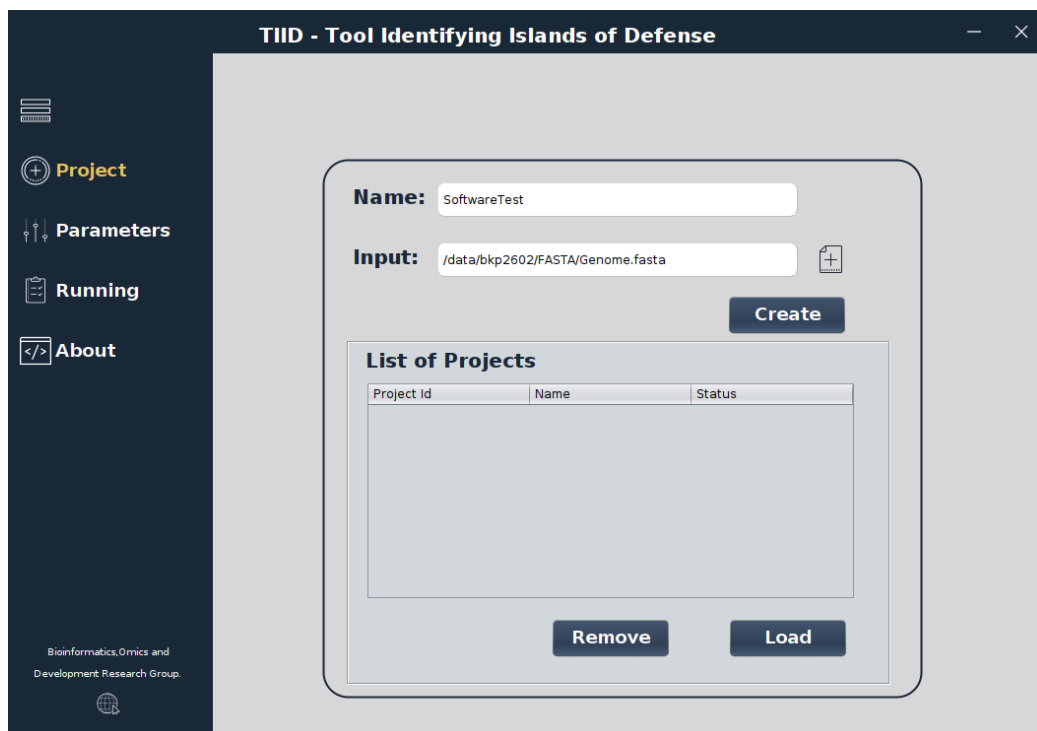 TIID - Tool Identifying Islands of Defense
Project
Parameters
Running
</> About
Bioinformatics,Omics and
Development Research Group.
Name: SoftwareTest
Input: /data/bkp2602/FASTA/Genome.fasta
Create
List of Projects
Project Id Name Status
Remove Load